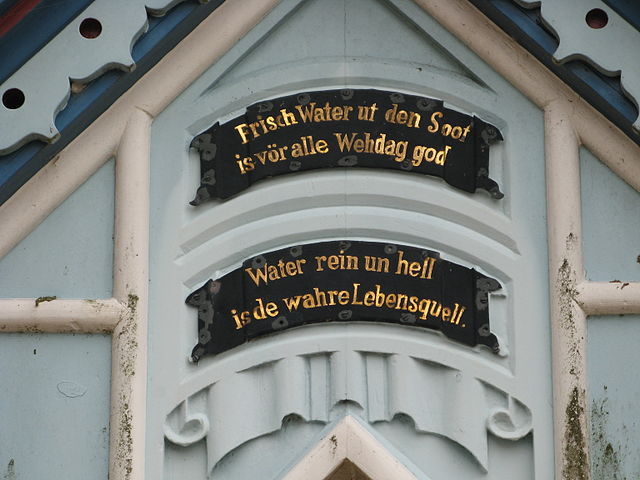 Frisch Water ut den Soot
is vör alle Wehdag god
Water rein un hell
is de wahre Lebensquell.